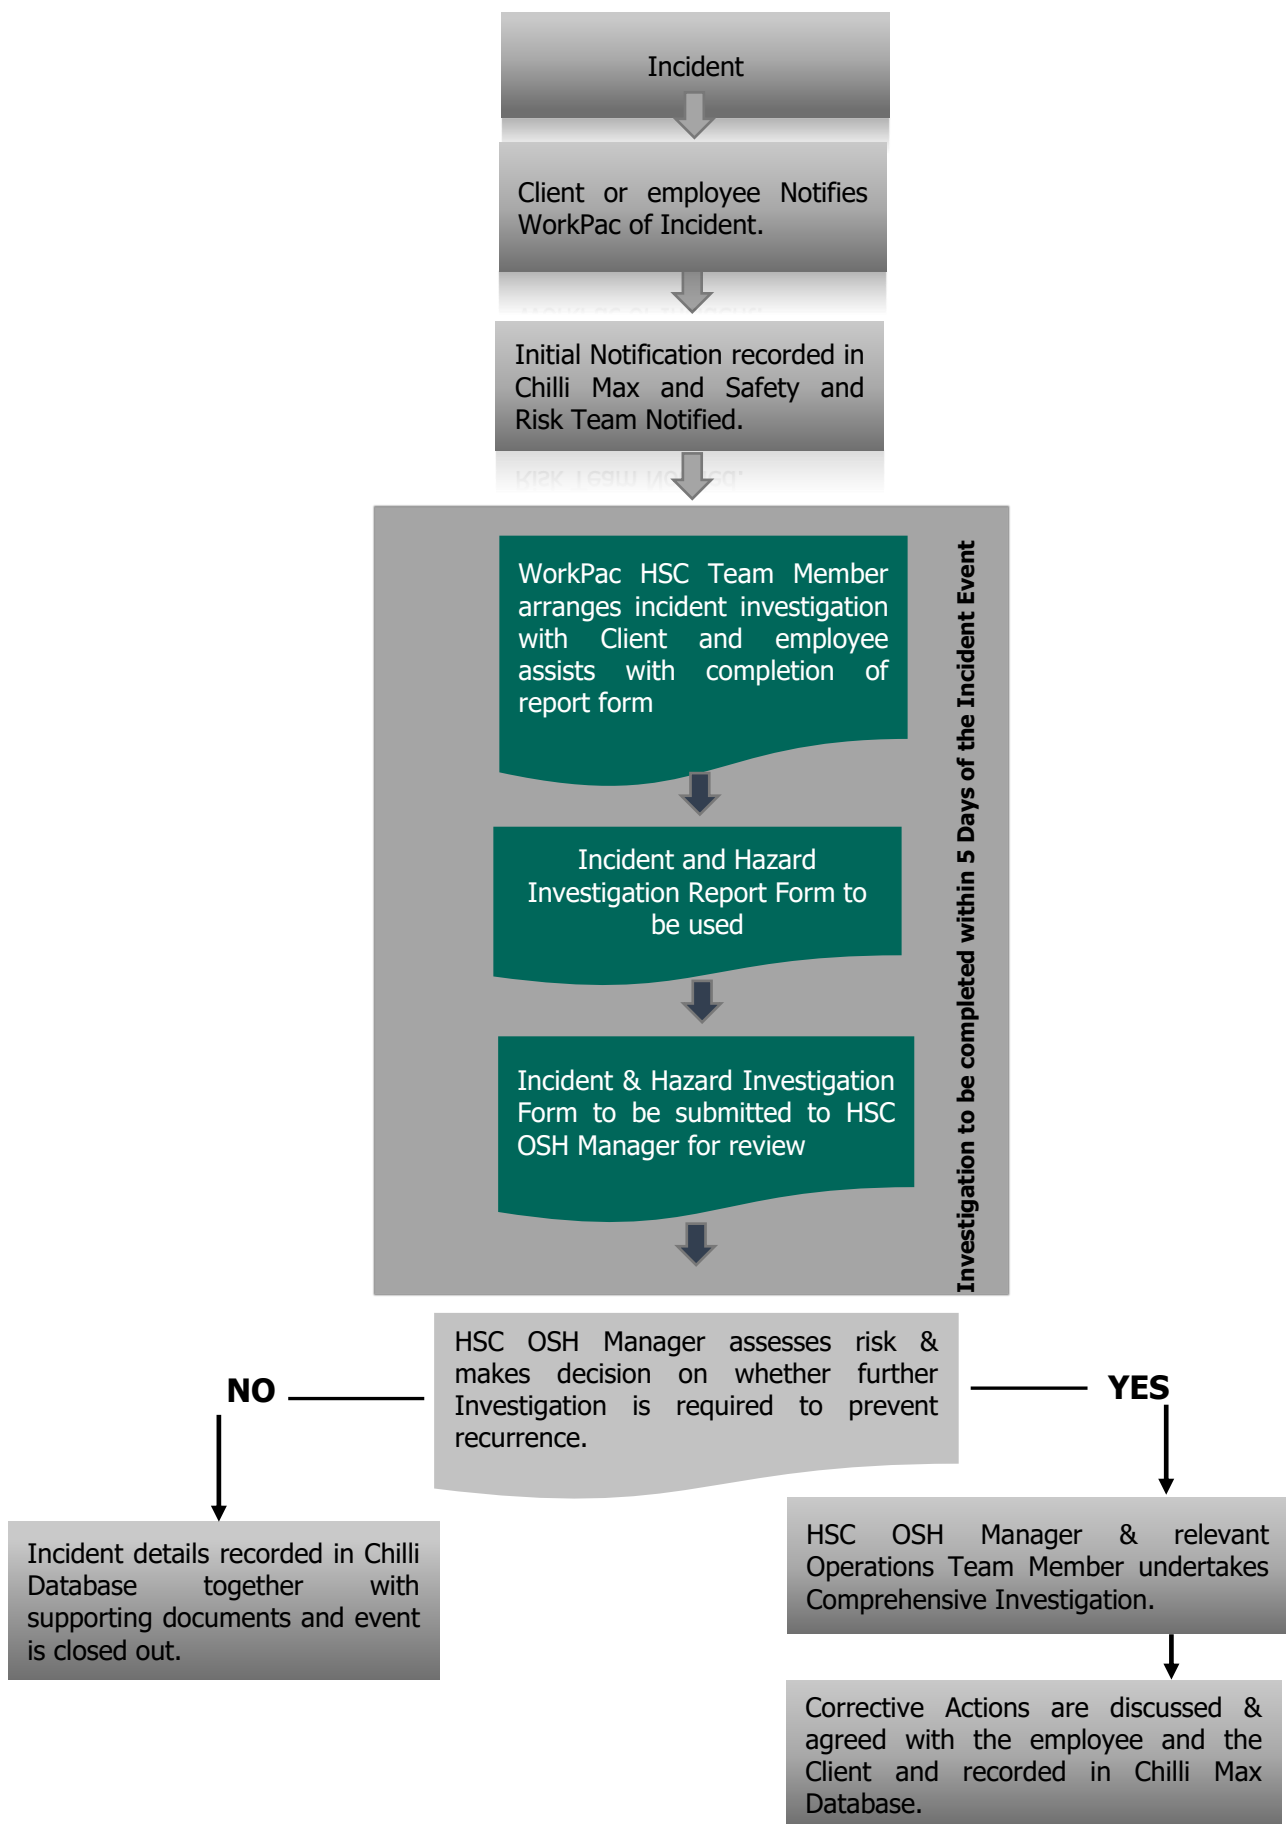 Incident
Client or employee Notifies
WorkPac of Incident.
Initial Notification recorded in
Chilli Max and Safety and
Risk Team Notified.
WorkPac HSC Team Member
arranges incident investigation
with Client and employee
assists with completion of
report form
Incident and Hazard
Investigation Report Form to
be used
Incident & Hazard Investigation
Form to be submitted to HSC
OSH Manager for review
Investigation to be completed within 5 Days of the Incident Event
HSC OSH Manager assesses risk &
makes decision on whether further
Investigation is required to prevent
recurrence.
NO
YES
Incident details recorded in Chilli
Database together with
supporting documents and event
is closed out.
HSC OSH Manager & relevant
Operations Team Member undertakes
Comprehensive Investigation.
Corrective Actions are discussed &
agreed with the employee and the
Client and recorded in Chilli Max
Database.